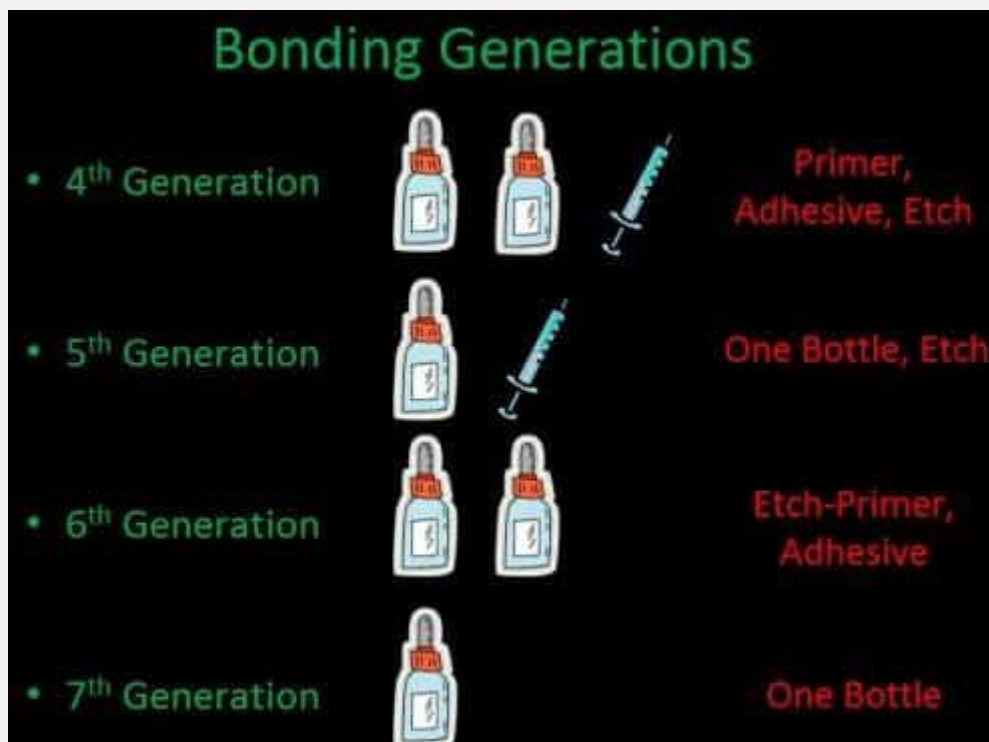 Bonding Generations
• 4th Generation
Primer,
Adhesive, Etch
• 5th Generation
One Bottle, Etch
• 6th Generation
Etch-Primer,
Adhesive
• 7th Generation
One Bottle